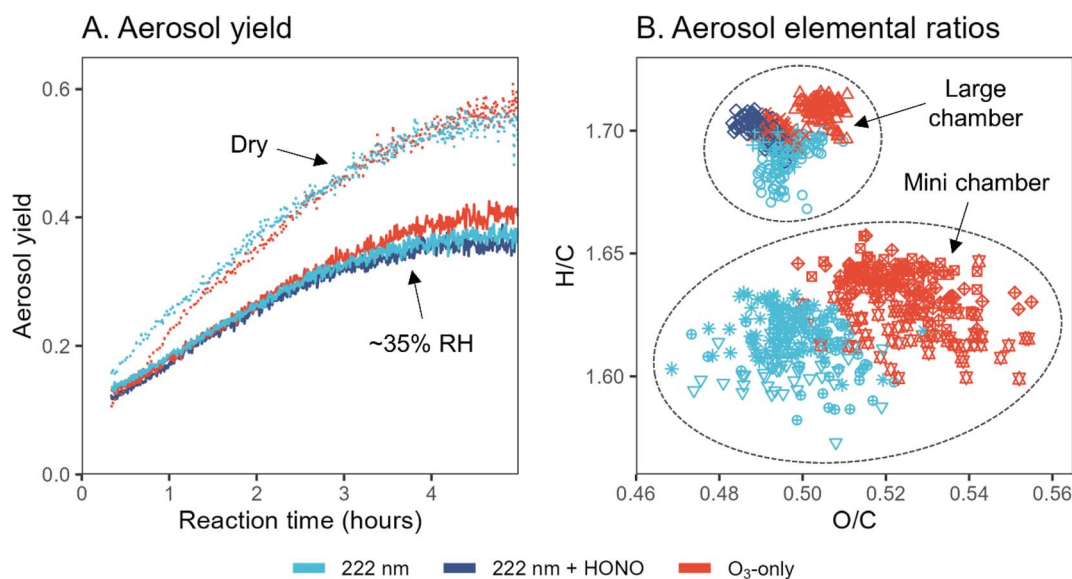 A. Aerosol yield
B. Aerosol elemental ratios
0.6
0.4
0.2
0.0
Aerosol yield
Dry
~35% RH
0
1
2
3
4
Reaction time (hours)
1.70
1.65
1.60
H/C
Large
chamber
Mini chamber
0.46
0.48
0.50
0.52
0.54
0.56
O/C
222 nm
222 nm + HONO
O₃-only